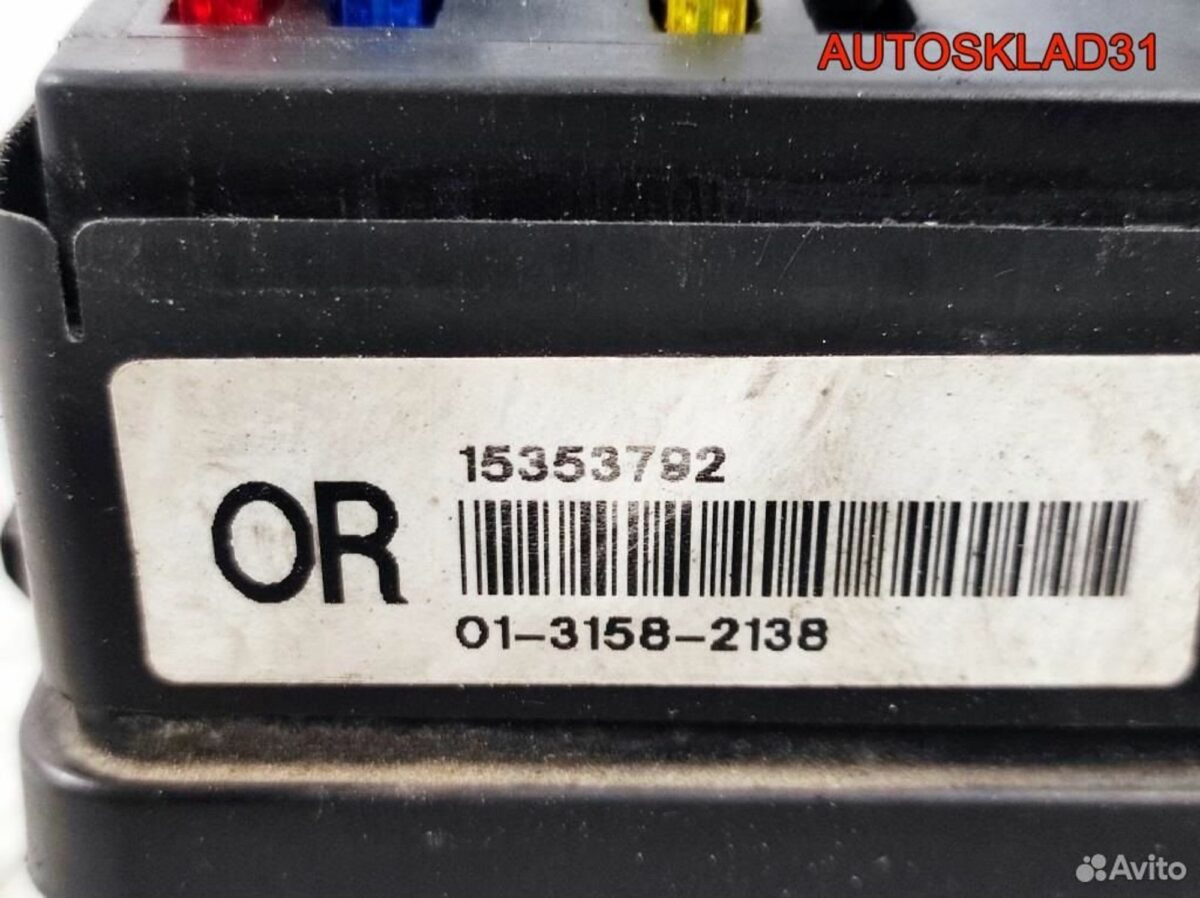 AUTOSKLAD31
15353792
OR
01-3158-2138
Avito